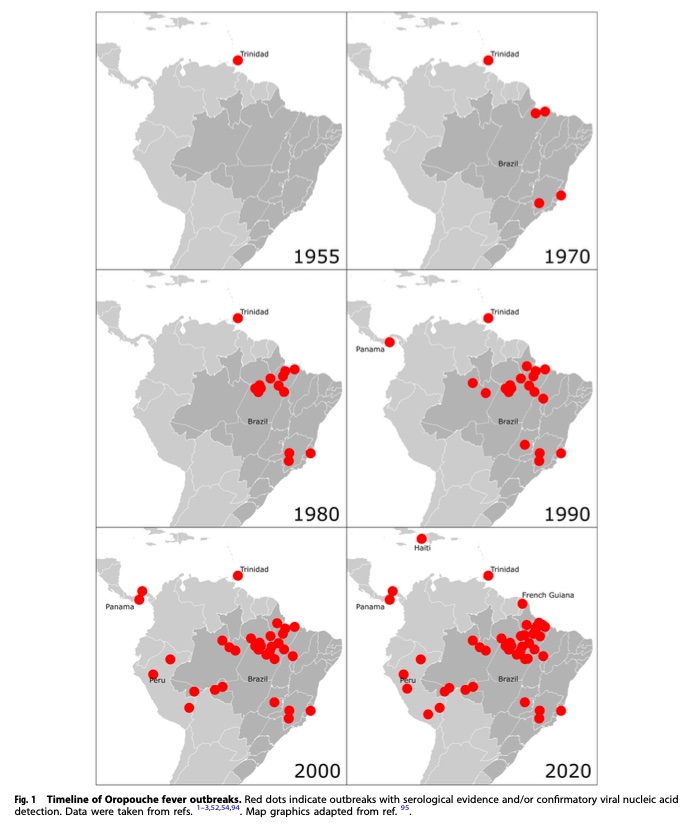 Trinidad
1955
Trinidad
Brazil
1970
Trinidad
Brazil
1980
Trinidad
Panama
Brazil
1990
Trinidad
Panama
Peru
Brazil
2000
Haiti
Trinidad
French Guiana
Panama
Peru
Brazil
2020
Fig. 1 Timeline of Oropouche fever outbreaks. Red dots indicate outbreaks with serological evidence and/or confirmatory viral nucleic acid
detection. Data were taken from refs. 1–3,52,54,94. Map graphics adapted from ref. 95.